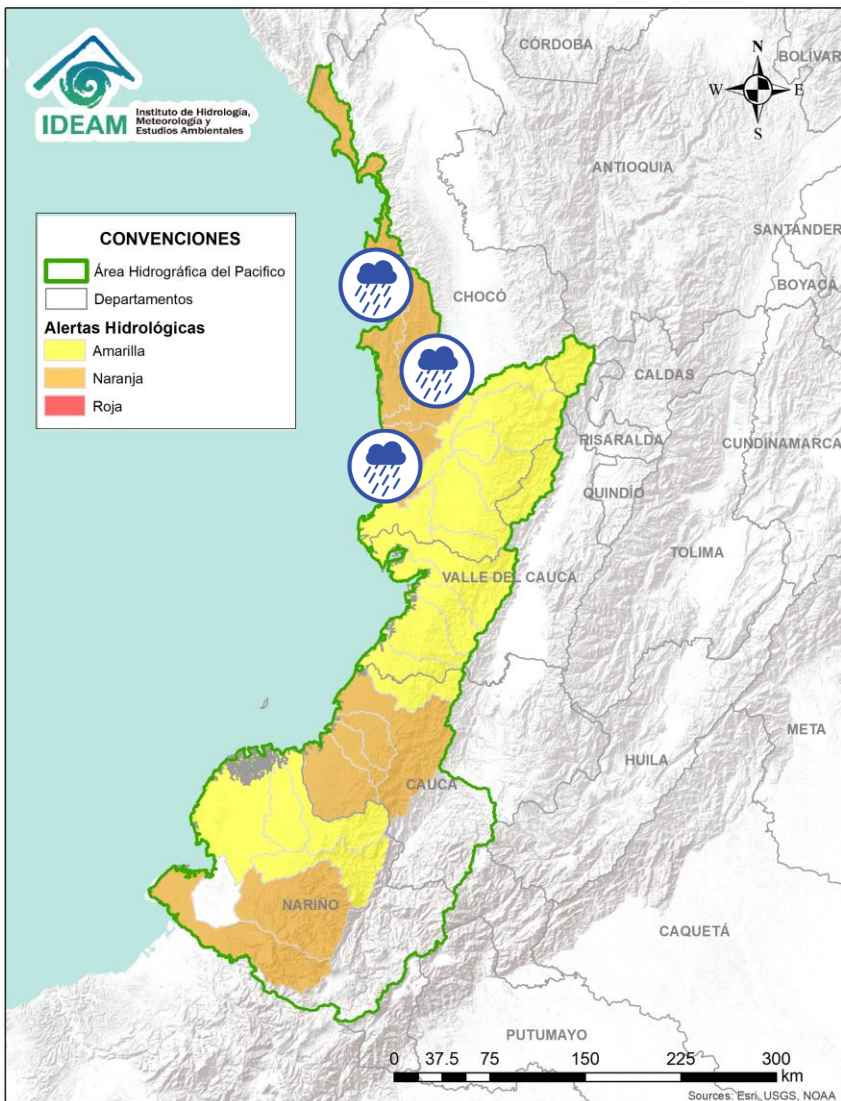 IDEAM
Instituto de Hidrología,
Meteorología y
Estudios Ambientales
CONVENCIONES
Área Hidrográfica del Pacifico
Departamentos
Alertas Hidrológicas
Amarilla
Naranja
Roja
N
W
E
S
CÓRDOBA
BOLÍVAR
ANTIOQUIA
SANTANDER
BOYACÁ
CHOCÓ
CALDAS
RISARALDA
CUNDINAMARCA
QUINDÍO
TOLIMA
VALLE DEL CAUCA
META
HUILA
CAUCA
NARIÑO
CAQUETÁ
PUTUMAYO
0 37.5 75 150 225 300
km
Sources: Esri, USGS, NOAA